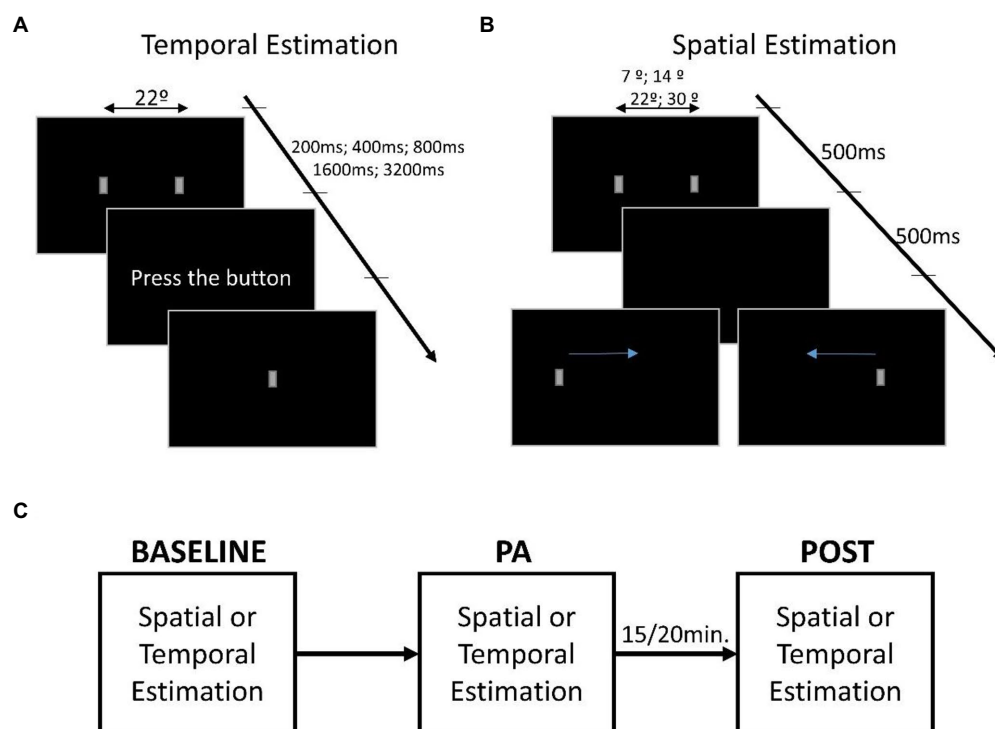 A
Temporal Estimation
22º
200ms; 400ms; 800ms
1600ms; 3200ms
Press the button
B
Spatial Estimation
7 º; 14 º
22º; 30 º
500ms
500ms
C
BASELINE
Spatial or
Temporal
Estimation
PA
Spatial or
Temporal
Estimation
15/20min.
POST
Spatial or
Temporal
Estimation